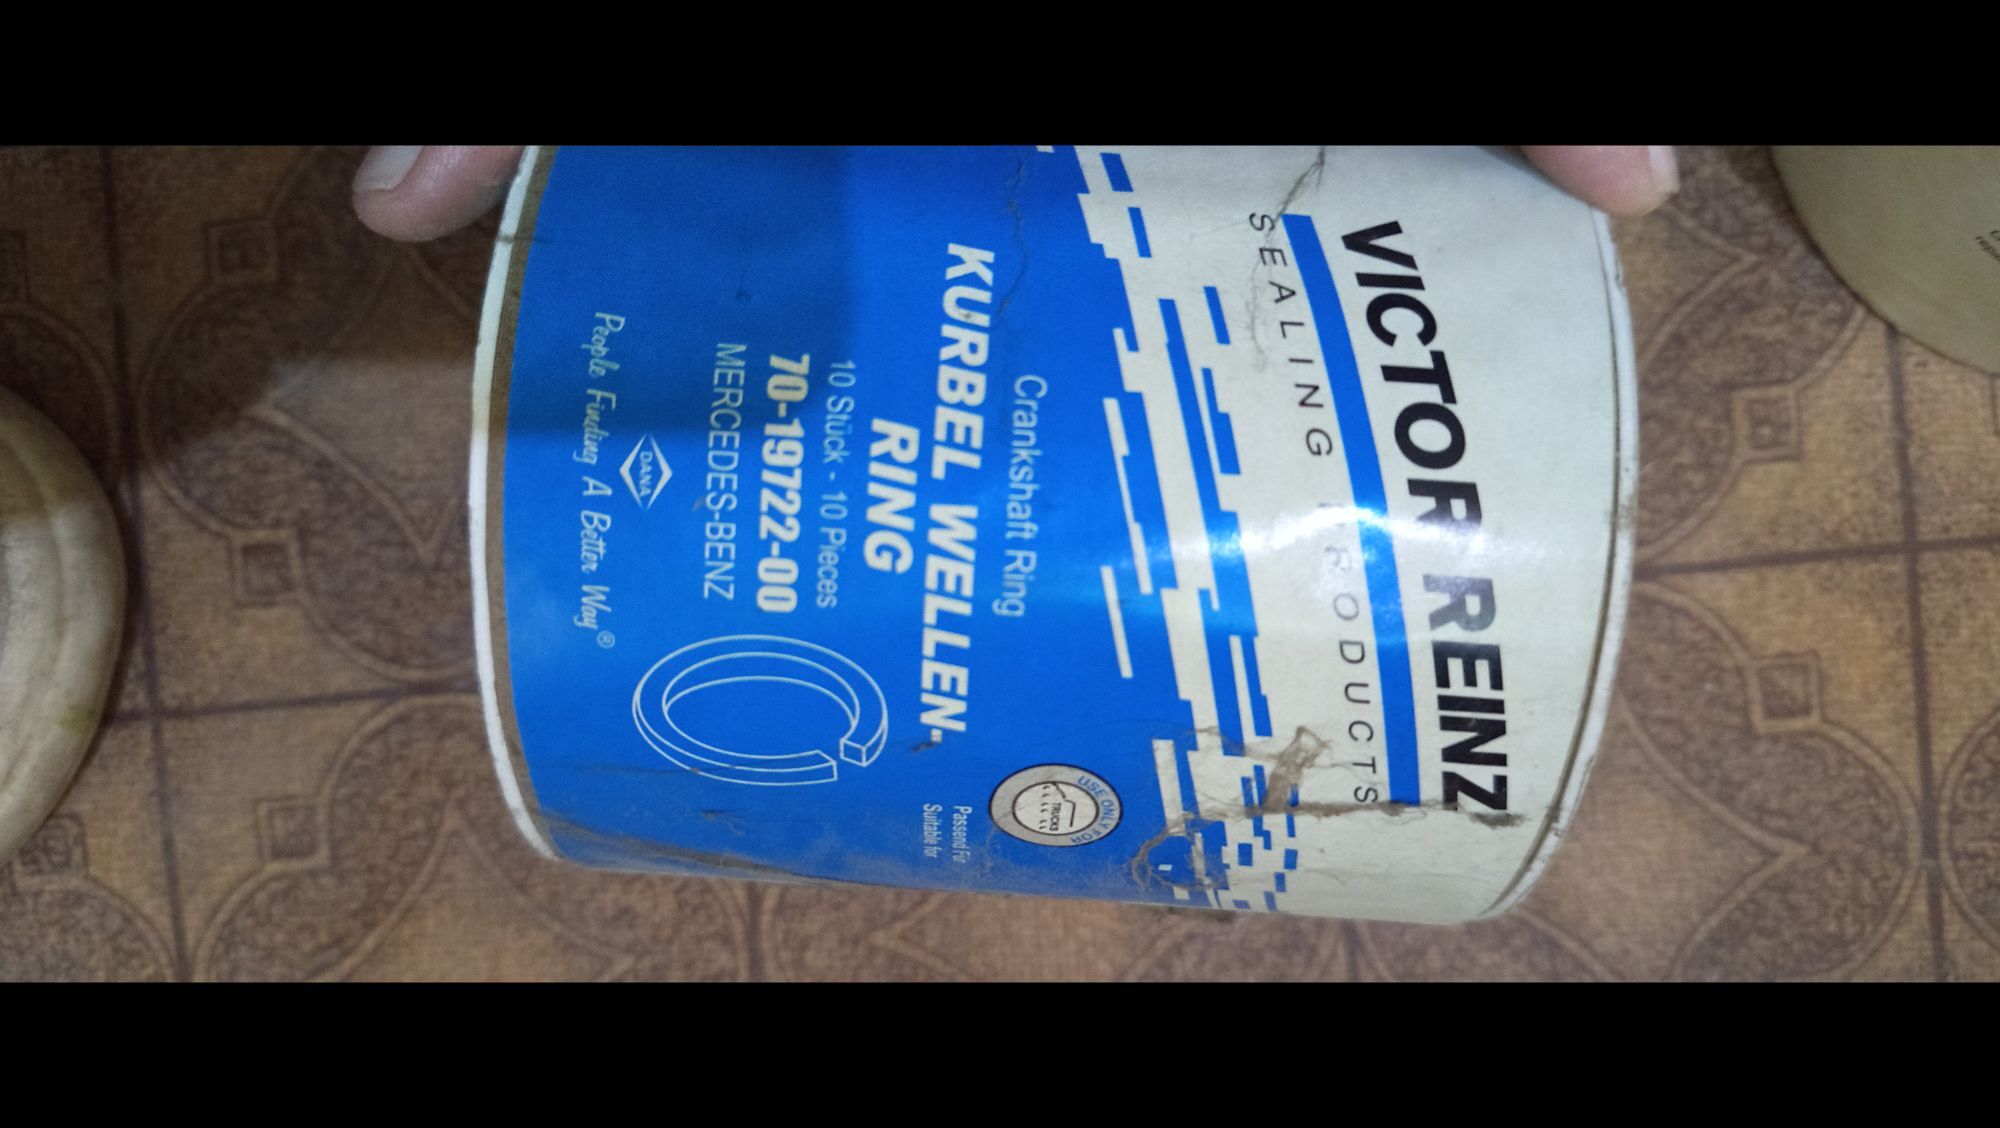 VICTOR REINZ
SEALING PRODUCTS
USE ONLY FOR
TRUCKS
Passend Für
Suitable for
Crankshaft Ring
KURBEL WELLEN-
RING
10 Stück - 10 Pieces
70-19722-00
MERCEDES-BENZ
DANA
People Finding A Better Way®